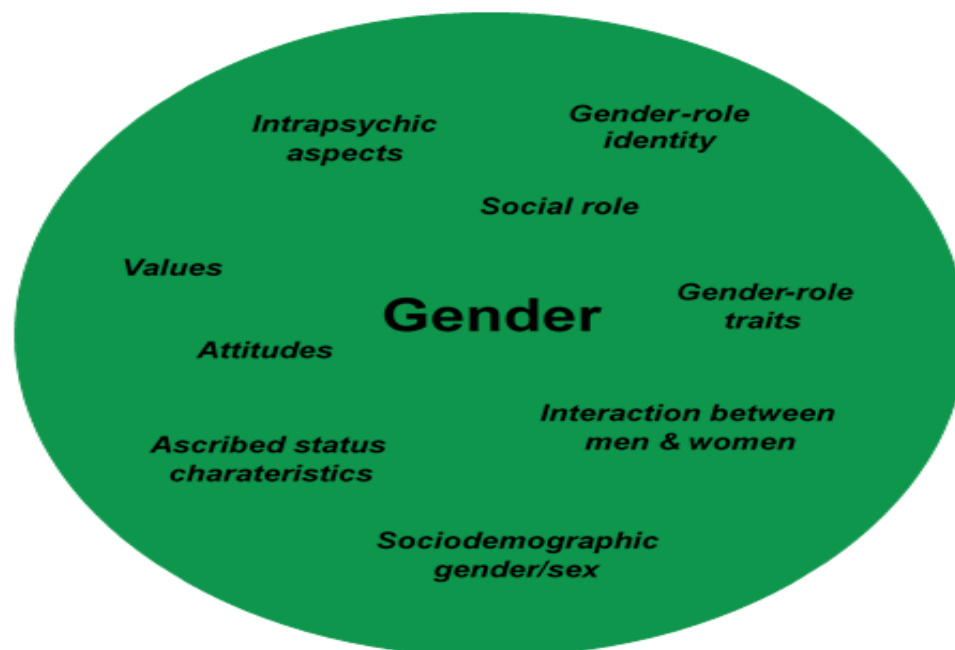 Intrapsychic
aspects
Gender-role
identity
Social role
Values
Gender
Gender-role
traits
Attitudes
Interaction between
men & women
Ascribed status
charateristics
Sociodemographic
gender/sex